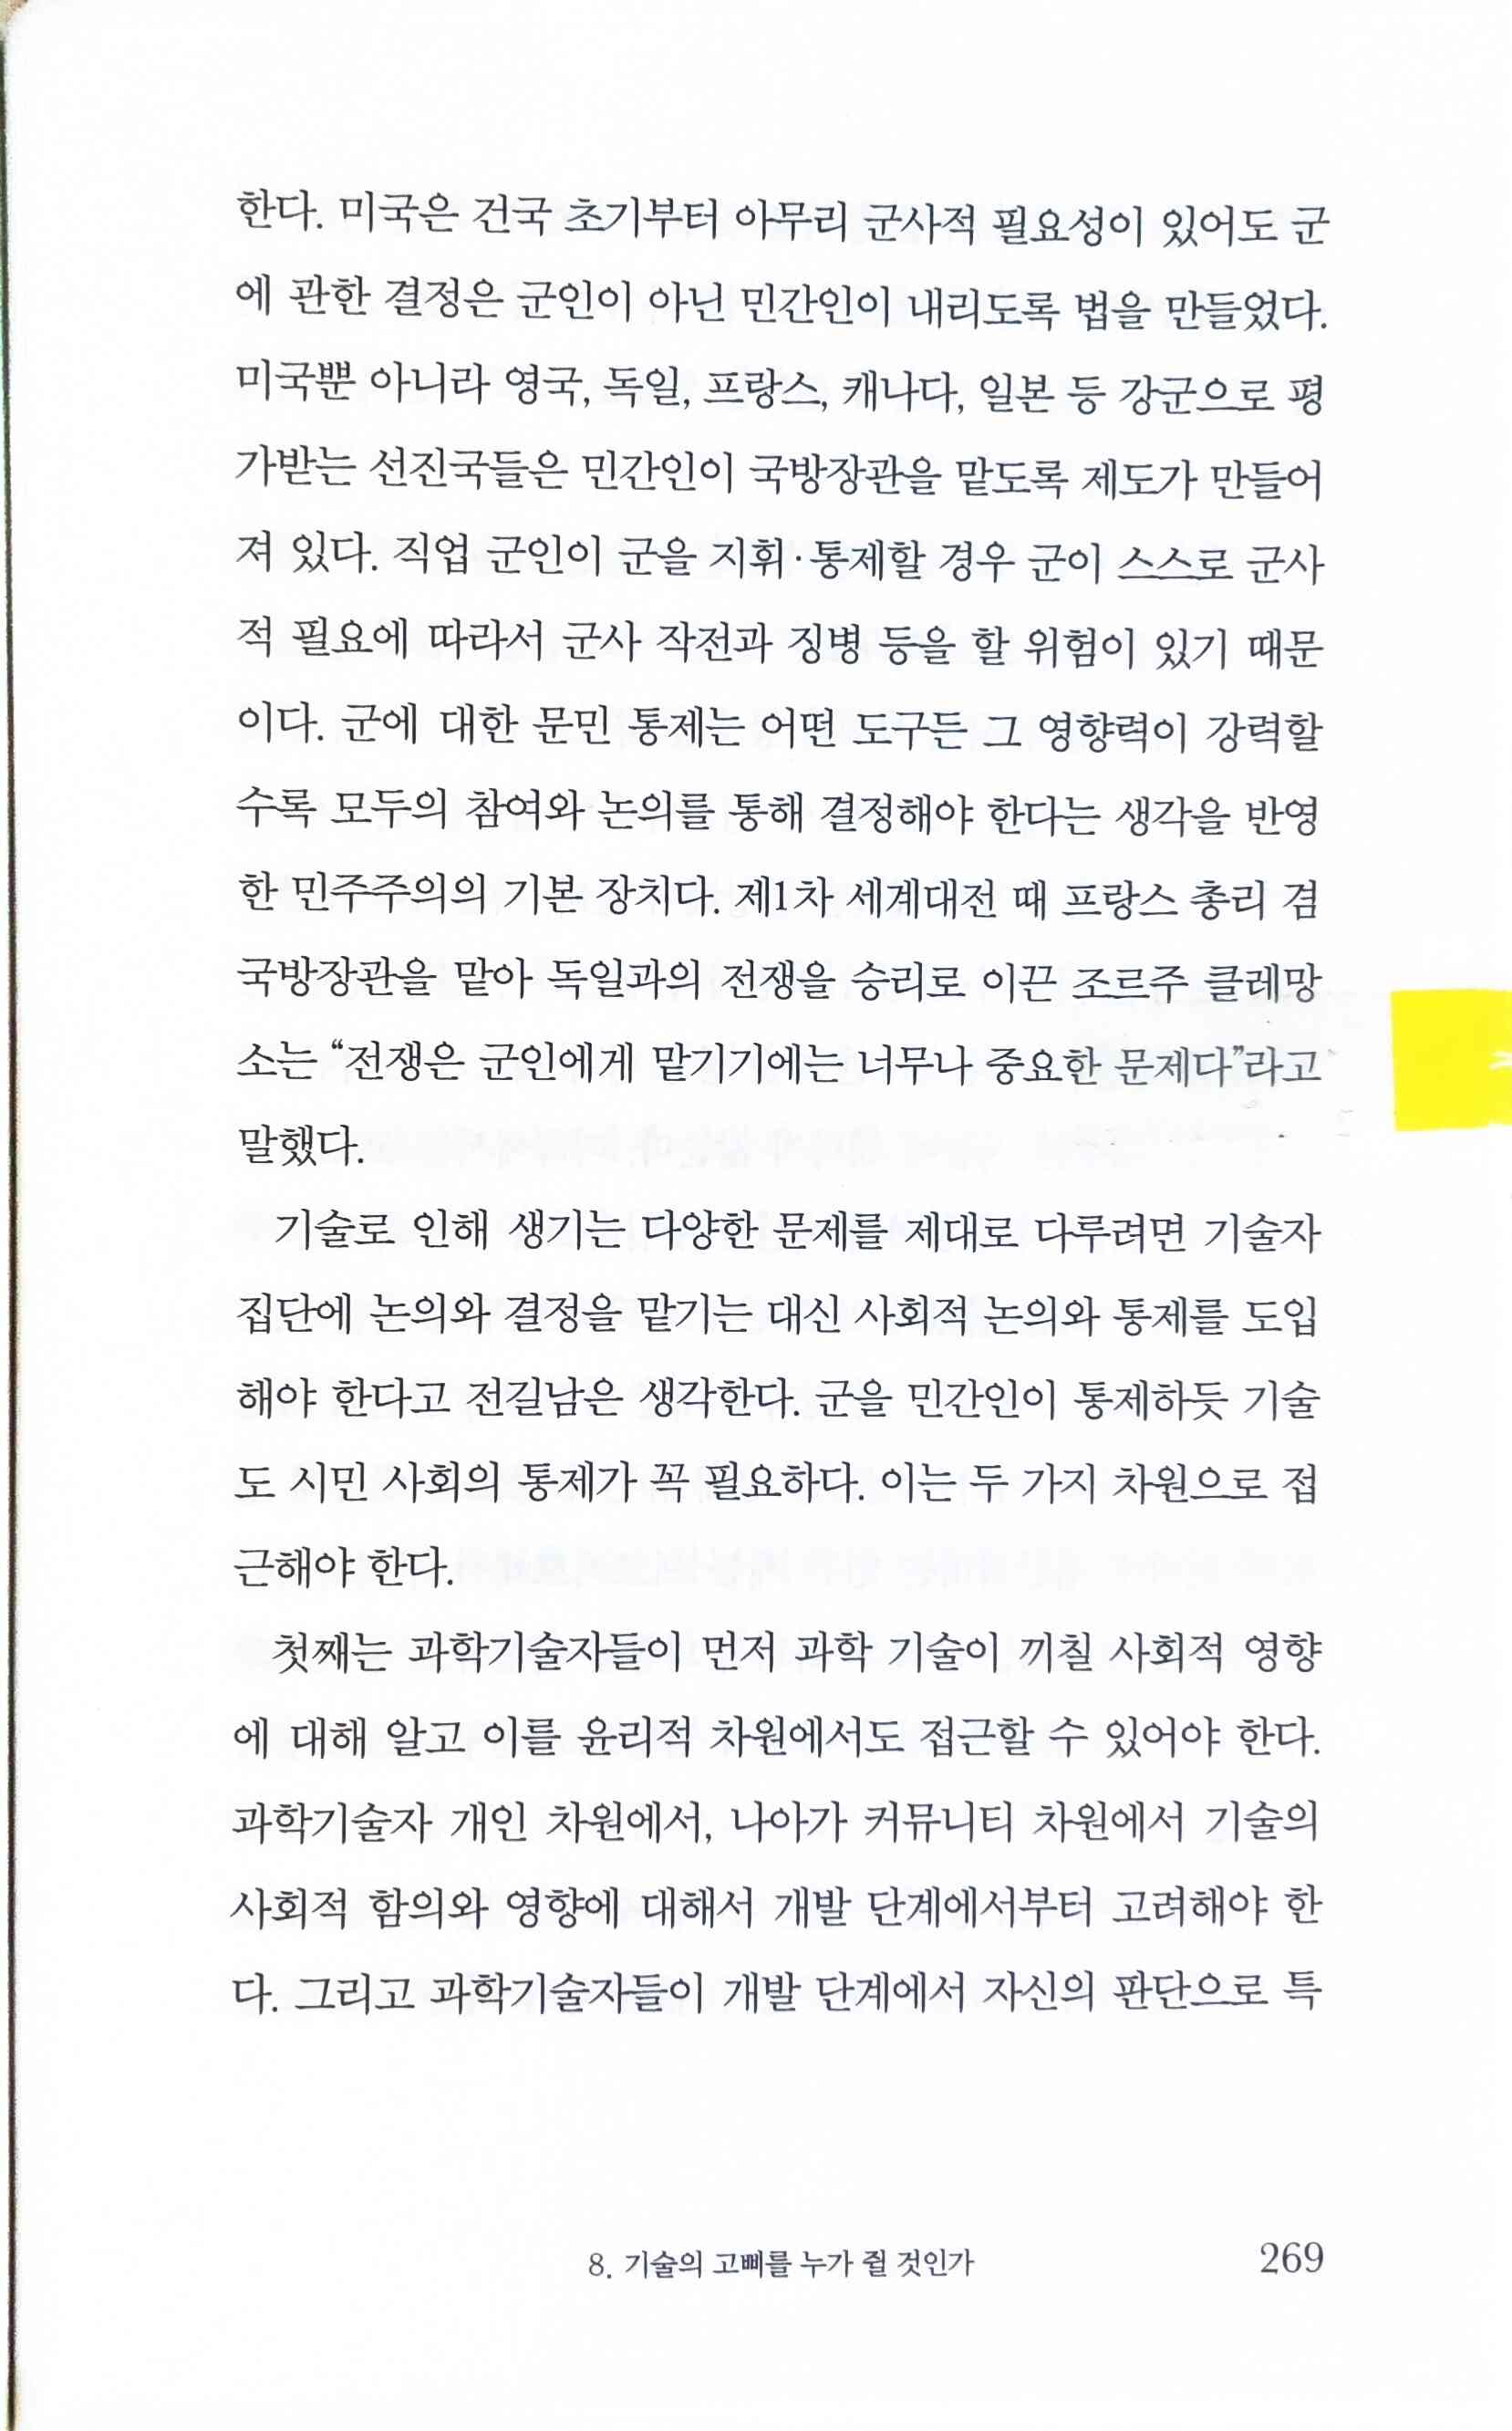 한다. 미국은 건국 초기부터 아무리 군사적 필요성이 있어도 군
에 관한 결정은 군인이 아닌 민간인이 내리도록 법을 만들었다.
미국뿐 아니라 영국, 독일, 프랑스, 캐나다, 일본 등 강군으로 평
가받는 선진국들은 민간인이 국방장관을 맡도록 제도가 만들어
져 있다. 직업 군인이 군을 지휘·통제할 경우 군이 스스로 군사
적 필요에 따라서 군사 작전과 징병 등을 할 위험이 있기 때문
이다. 군에 대한 문민 통제는 어떤 도구든 그 영향력이 강력할
수록 모두의 참여와 논의를 통해 결정해야 한다는 생각을 반영
한 민주주의의 기본 장치다. 제1차 세계대전 때 프랑스 총리 겸
국방장관을 맡아 독일과의 전쟁을 승리로 이끈 조르주 클레망
소는 “전쟁은 군인에게 맡기기에는 너무나 중요한 문제다”라고
말했다.
기술로 인해 생기는 다양한 문제를 제대로 다루려면 기술자
집단에 논의와 결정을 맡기는 대신 사회적 논의와 통제를 도입
해야 한다고 전길남은 생각한다. 군을 민간인이 통제하듯 기술
도 시민 사회의 통제가 꼭 필요하다. 이는 두 가지 차원으로 접
근해야 한다.
첫째는 과학기술자들이 먼저 과학 기술이 끼칠 사회적 영향
에 대해 알고 이를 윤리적 차원에서도 접근할 수 있어야 한다.
과학기술자 개인 차원에서, 나아가 커뮤니티 차원에서 기술의
사회적 함의와 영향에 대해서 개발 단계에서부터 고려해야 한
다. 그리고 과학기술자들이 개발 단계에서 자신의 판단으로 특
8. 기술의 고삐를 누가 쥘 것인가 269